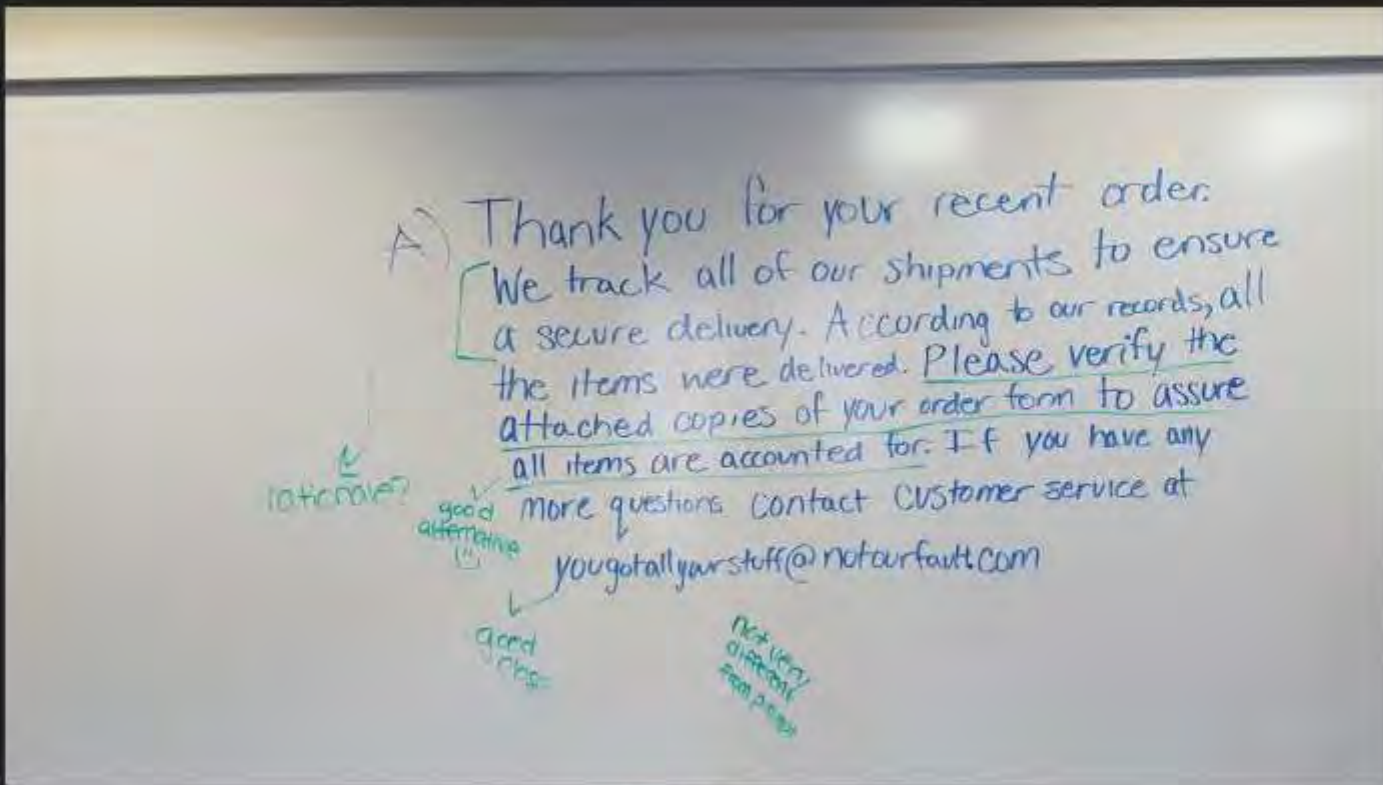 A) Thank you for your recent order.
We track all of our shipments to ensure
a secure delivery. According to our records, all
the items were delivered. Please verify the
attached copies of your order form to assure
all items are accounted for. If you have any
more questions contact customer service at
yougotallyourstuff@notourfault.com
rationale?
good
alternative
good
close
not very
different
from prompt